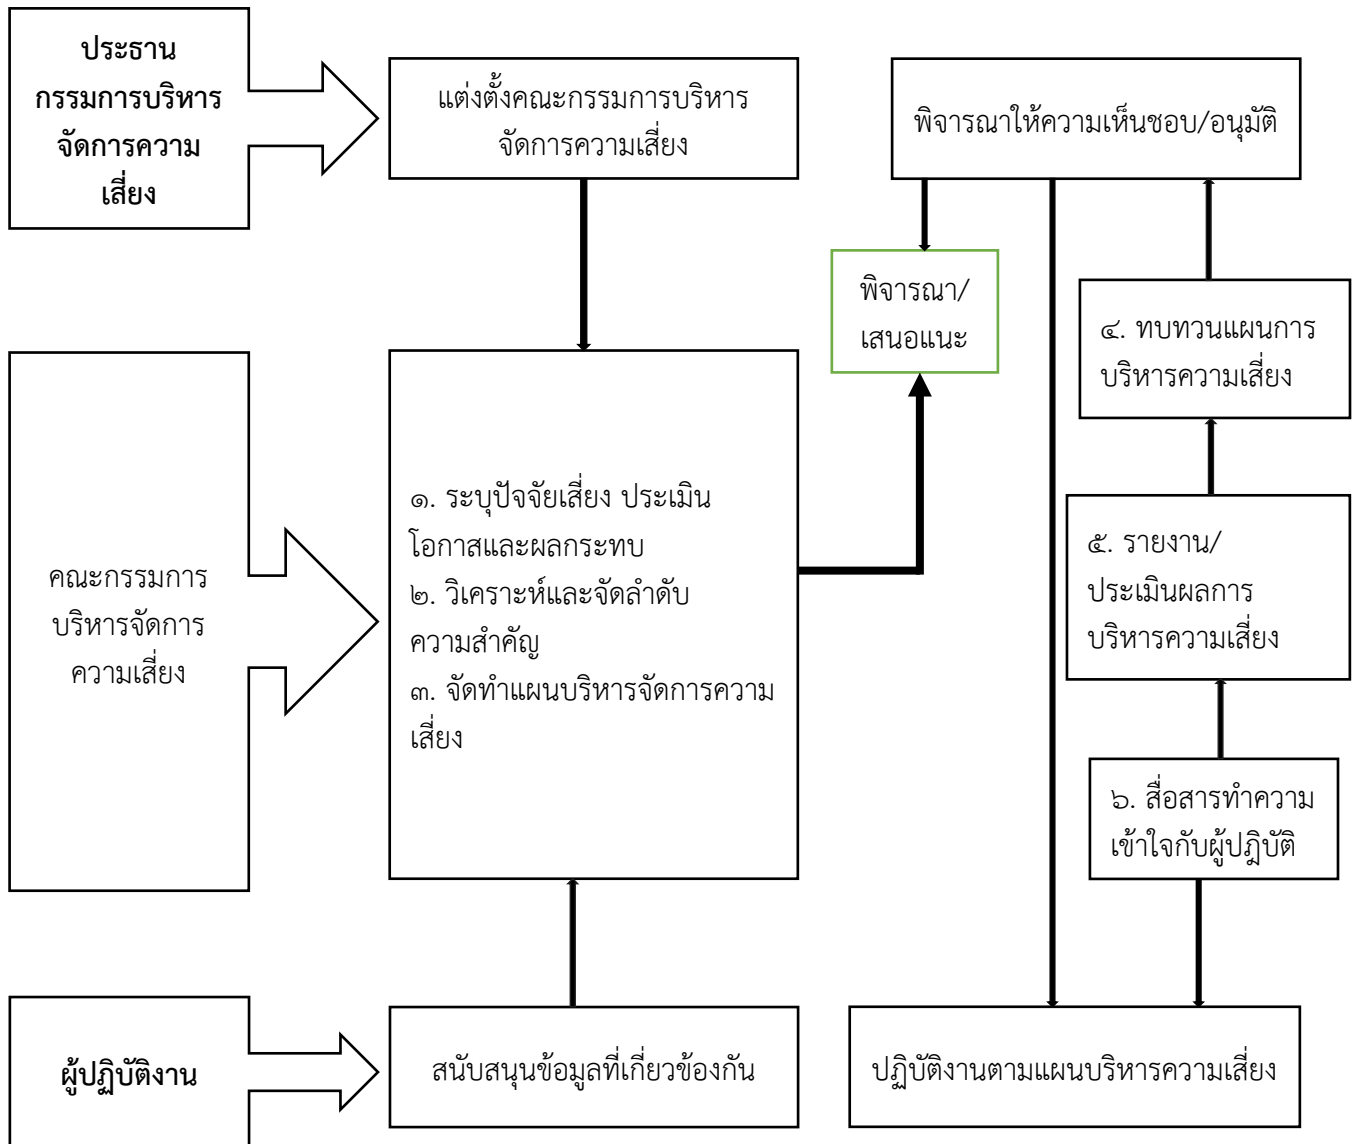 ประธาน
กรรมการบริหาร
จัดการความ
เสี่ยง
แต่งตั้งคณะกรรมการบริหาร
จัดการความเสี่ยง
พิจารณาให้ความเห็นชอบ/อนุมัติ
พิจารณา/
เสนอแนะ
๔. ทบทวนแผนการ
บริหารความเสี่ยง
คณะกรรมการ
บริหารจัดการ
ความเสี่ยง
๑. ระบุปัจจัยเสี่ยง ประเมิน
โอกาสและผลกระทบ
๒. วิเคราะห์และจัดลำดับ
ความสำคัญ
๓. จัดทำแผนบริหารจัดการความ
เสี่ยง
๕. รายงาน/
ประเมินผลการ
บริหารความเสี่ยง
๖. สื่อสารทำความ
เข้าใจกับผู้ปฎิบัติ
ผู้ปฏิบัติงาน
สนับสนุนข้อมูลที่เกี่ยวข้องกัน
ปฏิบัติงานตามแผนบริหารความเสี่ยง